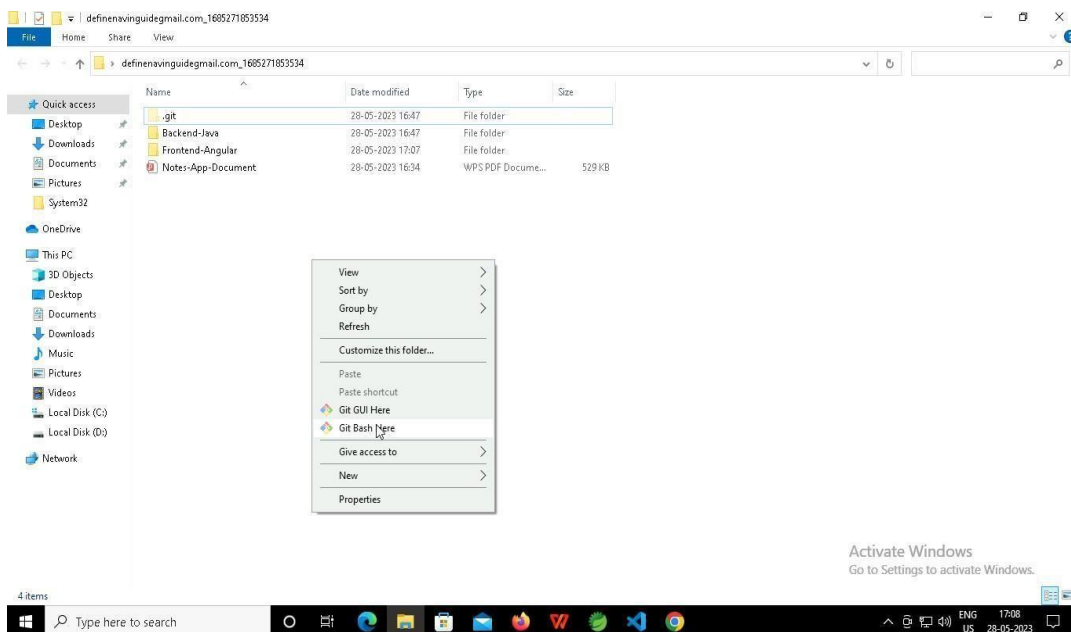 definenavinguidegmail.com_1685271853534
File Home Share View
definenavinguidegmail.com_1685271853534
Name Date modified Type Size
Quick access
Desktop
Downloads
Documents
Pictures
System32
OneDrive
This PC
3D Objects
Desktop
Documents
Downloads
Music
Pictures
Videos
Local Disk (C:)
Local Disk (D:)
Network
.git 28-05-2023 16:47 File folder
Backend-Java 28-05-2023 16:47 File folder
Frontend-Angular 28-05-2023 17:07 File folder
Notes-App-Document 28-05-2023 16:34 WPS PDF Docume... 529 KB
View
Sort by
Group by
Refresh
Customize this folder...
Paste
Paste shortcut
Git GUI Here
Git Bash Here
Give access to
New
Properties
Activate Windows
Go to Settings to activate Windows.
4 items
Type here to search
ENG 17:08
US 28-05-2023